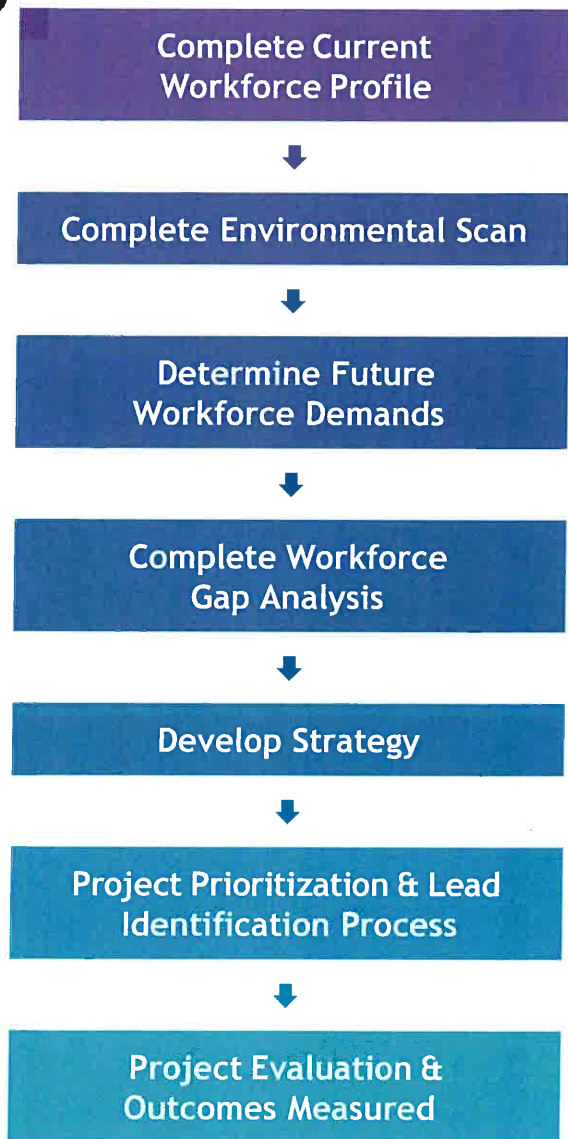 Complete Current
Workforce Profile
Complete Environmental Scan
Determine Future
Workforce Demands
Complete Workforce
Gap Analysis
Develop Strategy
Project Prioritization & Lead
Identification Process
Project Evaluation &
Outcomes Measured